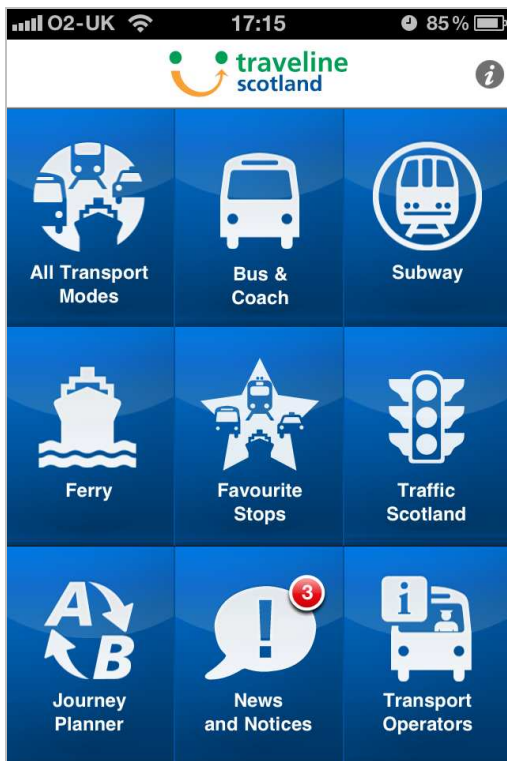 O2-UK 17:15 85%
traveline
scotland
i
All Transport
Modes
Bus &
Coach
Subway
Ferry
Favourite
Stops
Traffic
Scotland
A
B
Journey
Planner
3
!
News
and Notices
i
Transport
Operators